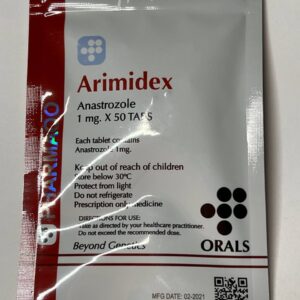 Arimidex
Anastrozole
1 mg. X 50 TABS
Each tablet contains
Anastrozole 1mg.
Keep out of reach of children
Store below 30ºC
Protect from light
Do not refrigerate
Prescription only medicine
DIRECTIONS FOR USE:
Take as directed by your healthcare practitioner.
Do not exceed the recommended dose.
Beyond Genetics
ORALS
MFG DATE: 02-2021